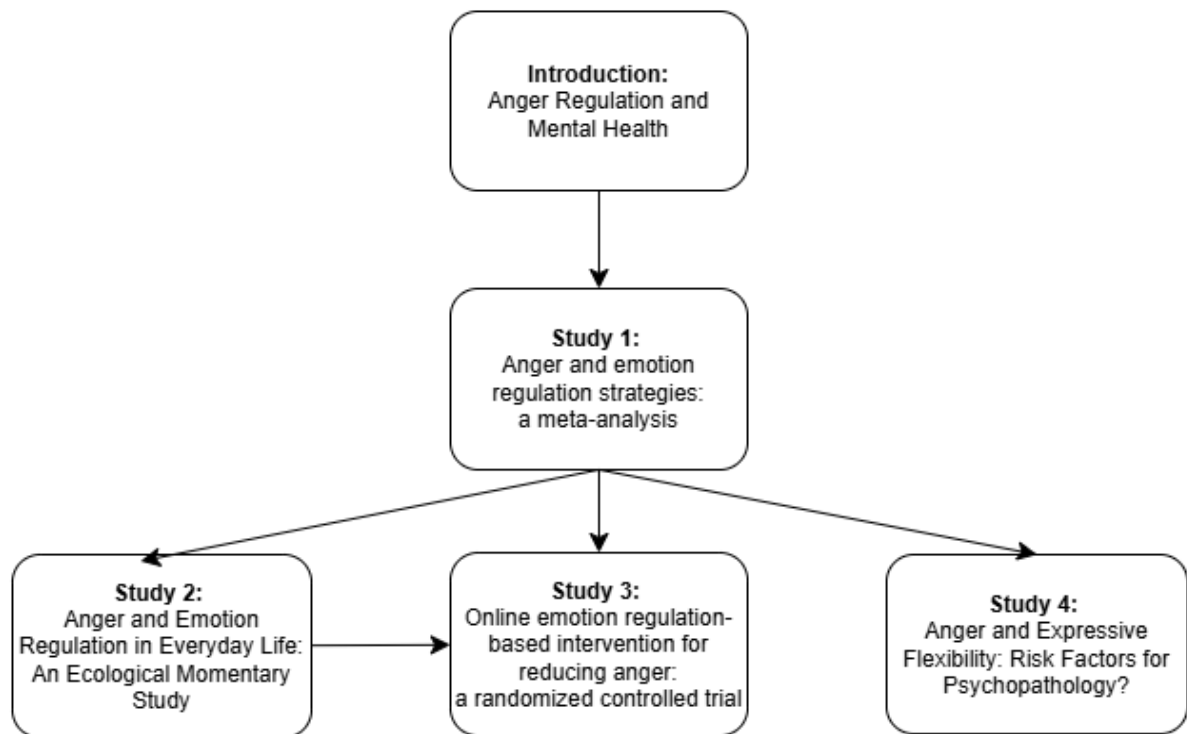 Introduction:
Anger Regulation and
Mental Health
Study 1:
Anger and emotion
regulation strategies:
a meta-analysis
Study 2:
Anger and Emotion
Regulation in Everyday Life:
An Ecological Momentary
Study
Study 3:
Online emotion regulation-
based intervention for
reducing anger:
a randomized controlled trial
Study 4:
Anger and Expressive
Flexibility: Risk Factors for
Psychopathology?